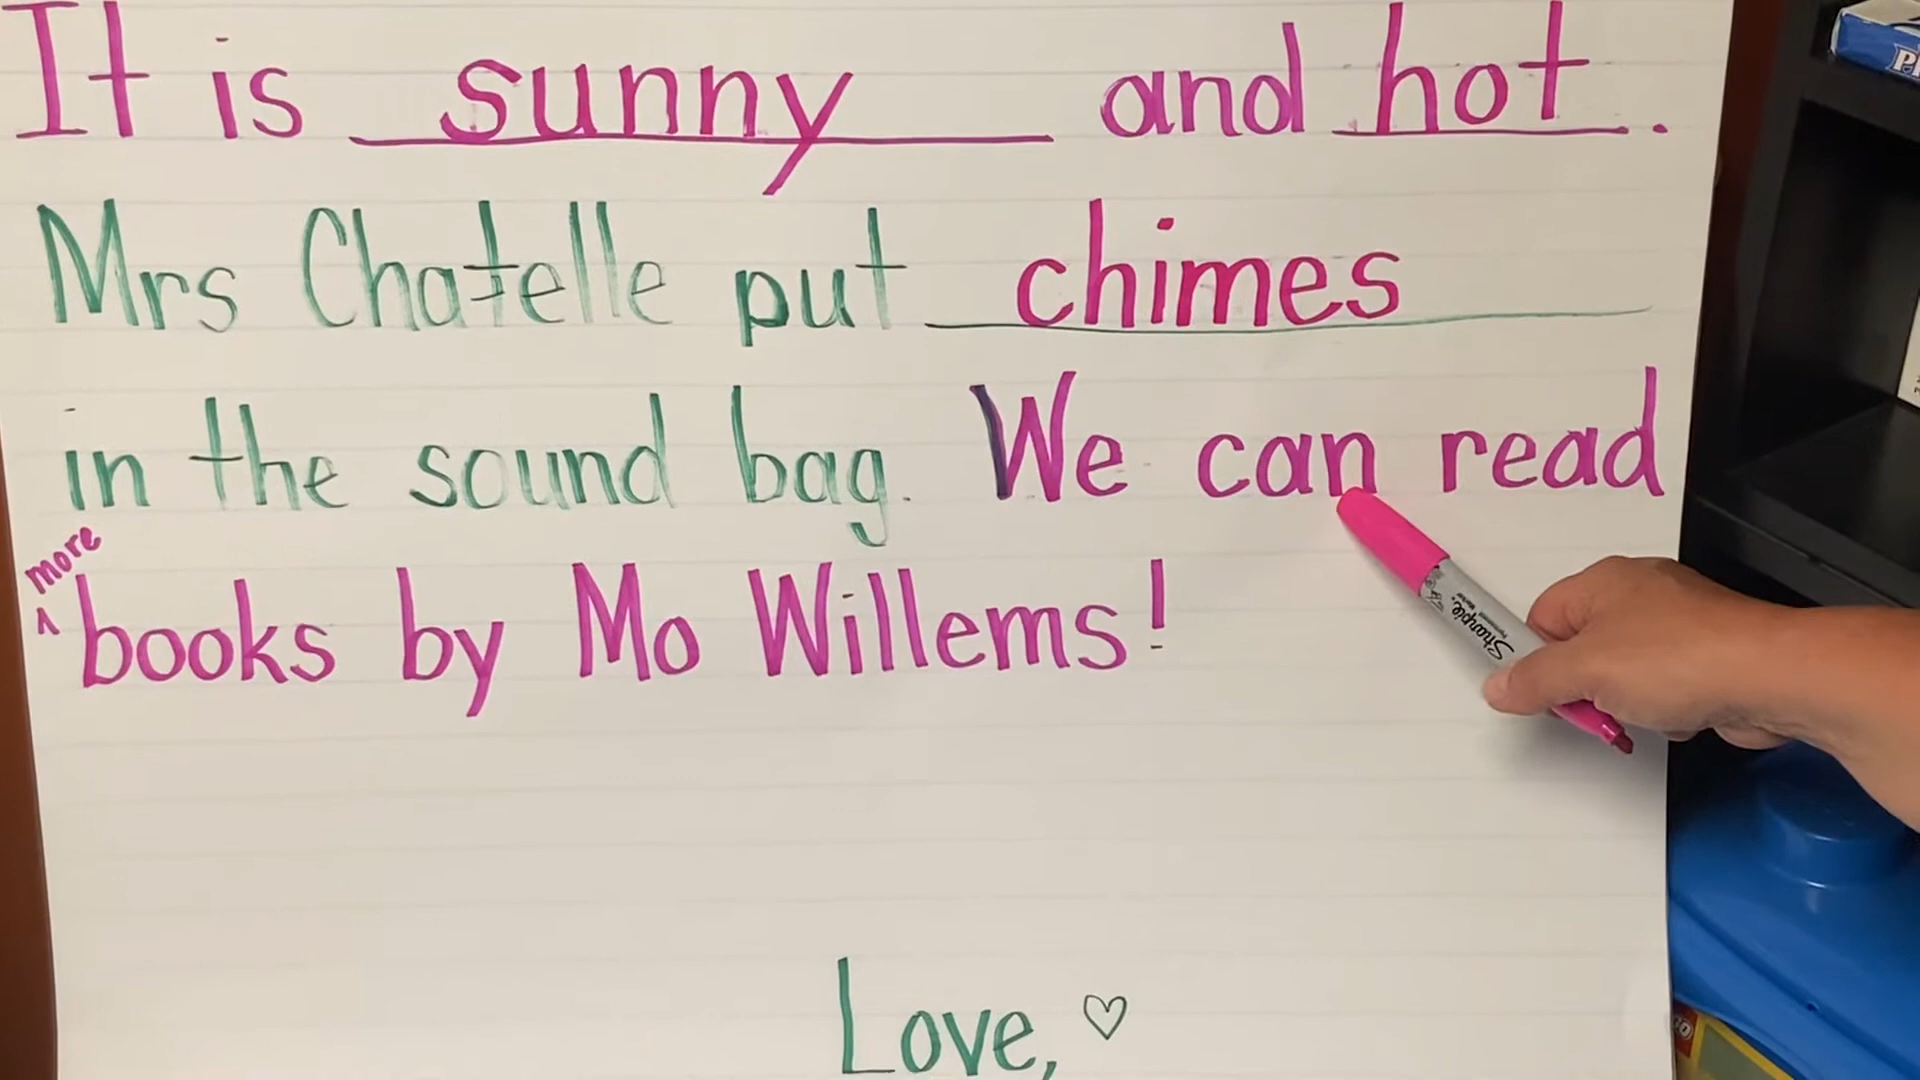 It is sunny and hot.
Mrs Chatelle put chimes
in the sound bag. We can read
more
^ books by Mo Willems!
Love, ♡
Sharpie